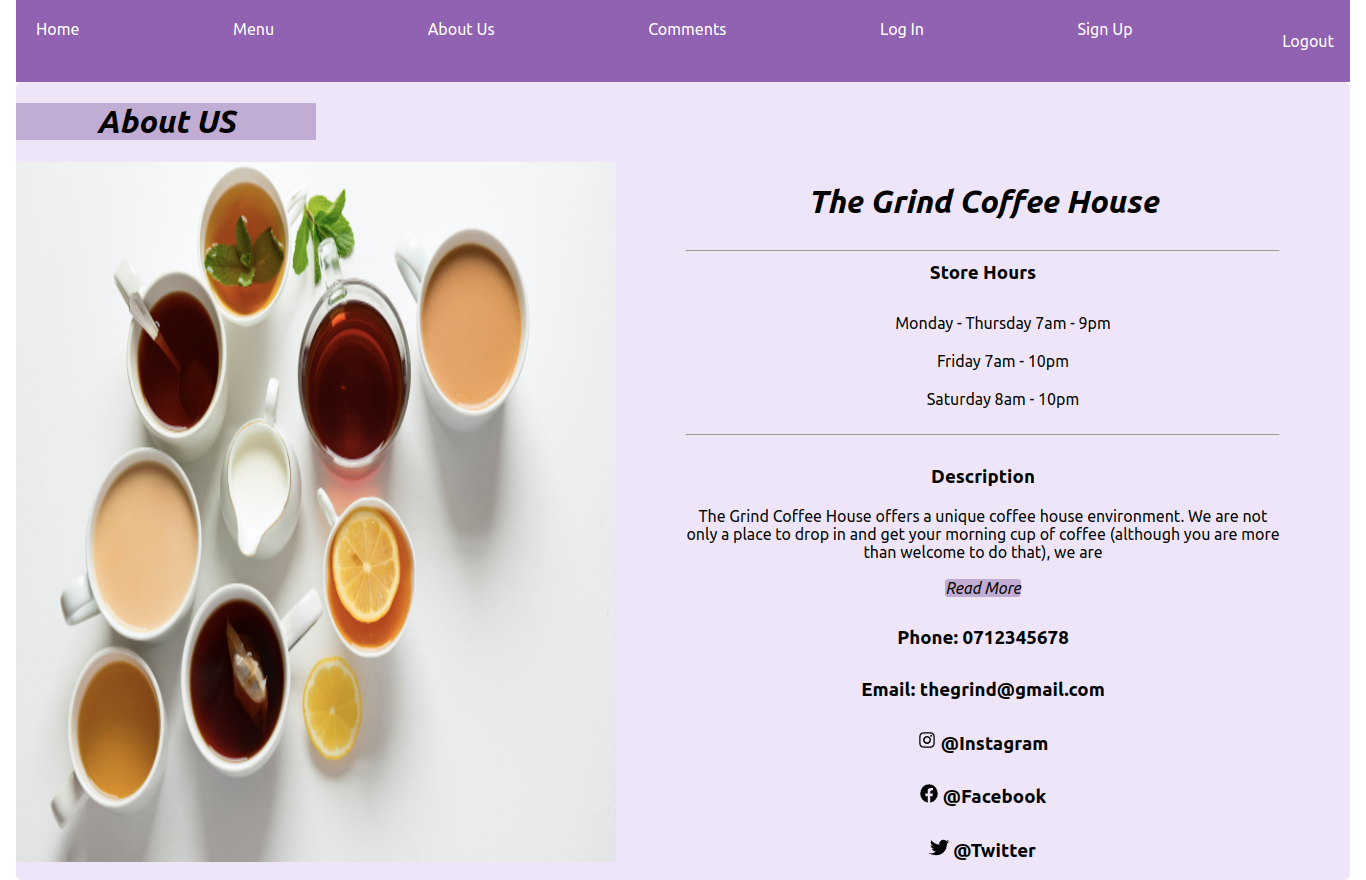 Home Menu About Us Comments Log In Sign Up Logout
About US
The Grind Coffee House
Store Hours
Monday - Thursday 7am - 9pm
Friday 7am - 10pm
Saturday 8am - 10pm
Description
The Grind Coffee House offers a unique coffee house environment. We are not
only a place to drop in and get your morning cup of coffee (although you are more
than welcome to do that), we are
Read More
Phone: 0712345678
Email: thegrind@gmail.com
@Instagram
@Facebook
@Twitter